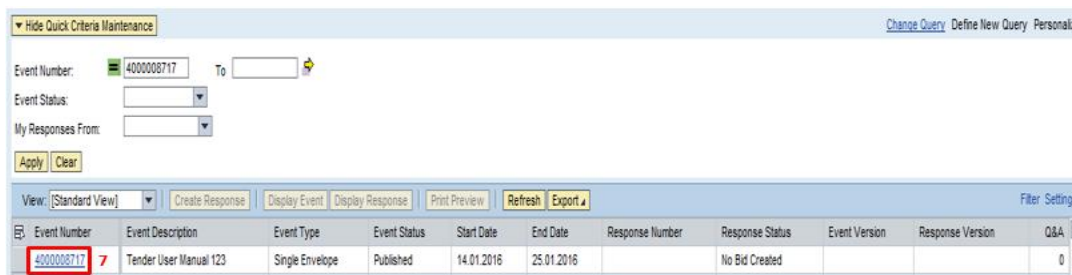 Hide Quick Criteria Maintenance Change Query Define New Query
Event Number: 4000008717 To
Event Status:
My Responses From:
Apply Clear
View: [Standard View] Create Response Display Event Display Response Print Preview Refresh Export Filter
Event Number Event Description Event Type Event Status Start Date End Date Response Number Response Status Event Version Response Version Q&A
4000008717 7 Tender User Manual 123 Single Envelope Published 14.01.2016 25.01.2016 No Bid Created 0